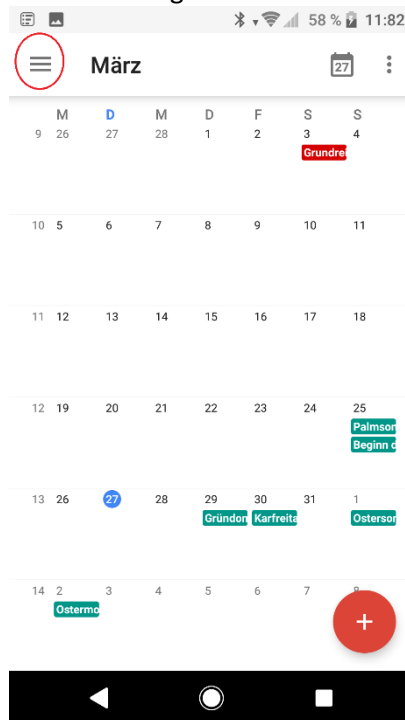 58 % 11:82
März 27
M D M D F S S
9 26 27 28 1 2 3 4
Grundrei
10 5 6 7 8 9 10 11
11 12 13 14 15 16 17 18
12 19 20 21 22 23 24 25
Palmson
Beginn d
13 26 27 28 29 30 31 1
Gründon Karfreita Osterson
14 2 3 4 5 6 7 8
Ostermo
+